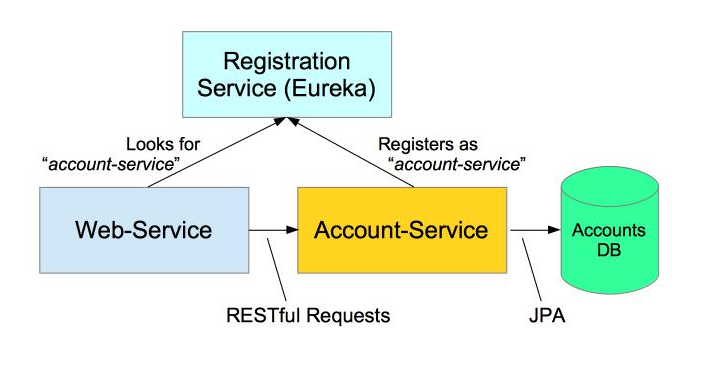 Registration
Service (Eureka)
Looks for
“account-service”
Registers as
“account-service”
Web-Service
Account-Service
Accounts
DB
RESTful Requests
JPA